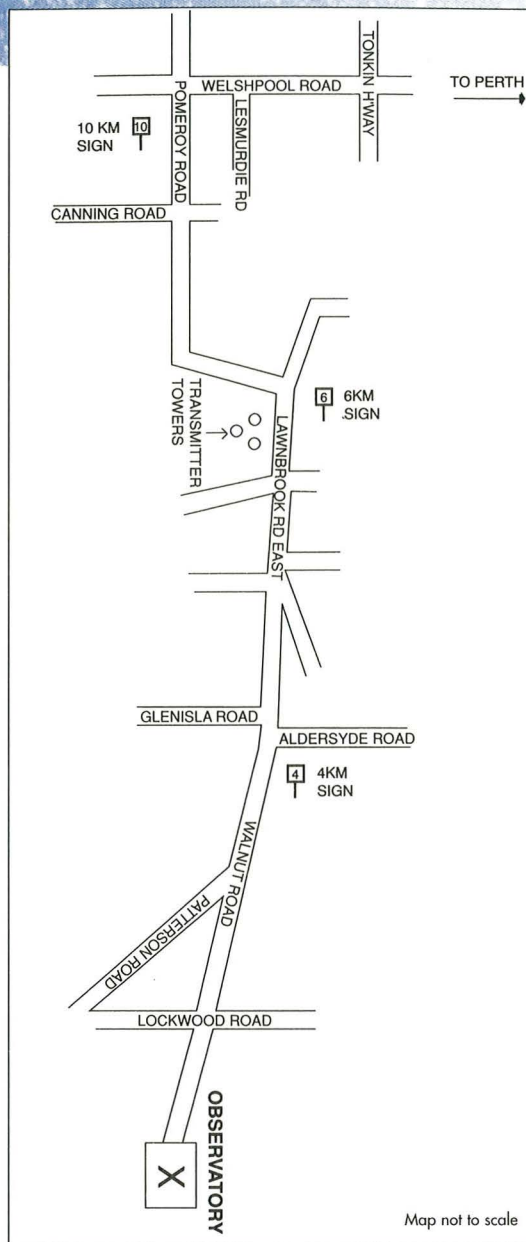 TONKIN H'WAY
WELSHPOOL ROAD
TO PERTH
POMEROY ROAD
LESMURDIE RD
10 KM
SIGN
10
CANNING ROAD
TRANSMITTER
TOWERS
6
6KM
SIGN
LAWNBROOK RD EAST
GLENISLA ROAD
ALDERSYDE ROAD
4
4KM
SIGN
WALNUT ROAD
PATTERSON ROAD
LOCKWOOD ROAD
OBSERVATORY
X
Map not to scale